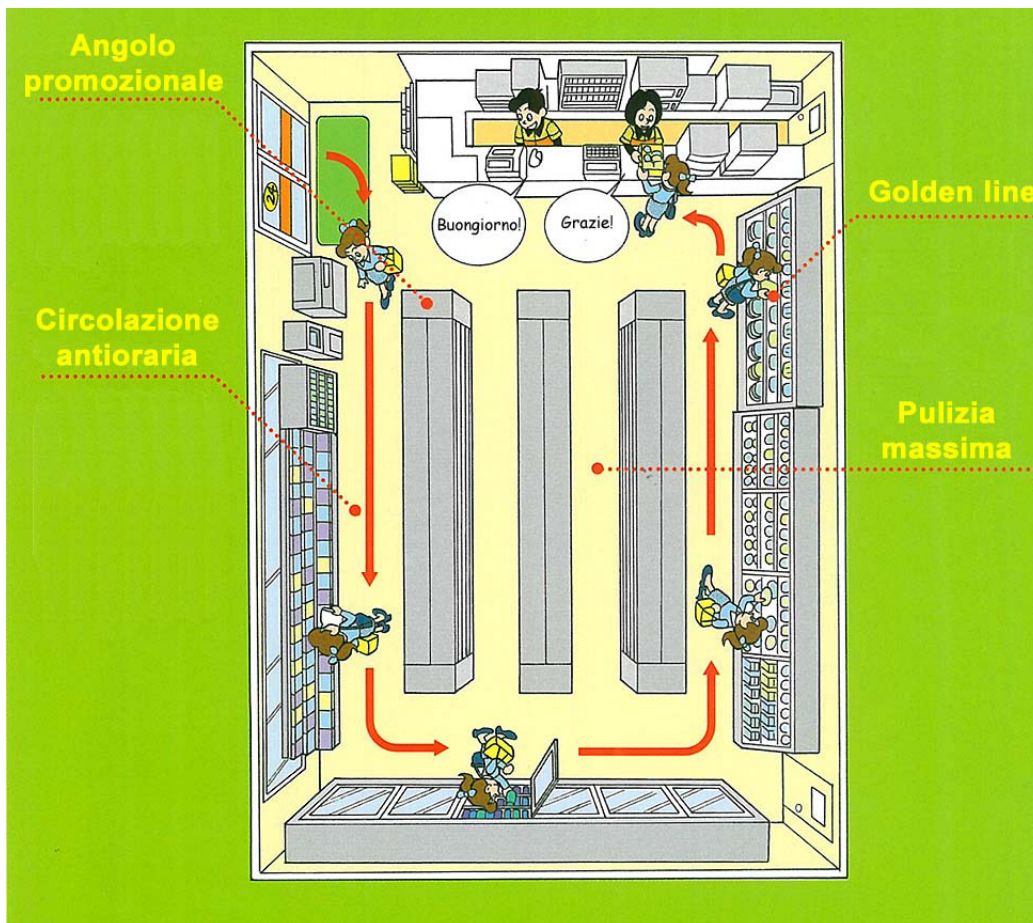 Angolo
promozionale
Golden line
Buongiorno!
Grazie!
Circolazione
antioraria
Pulizia
massima